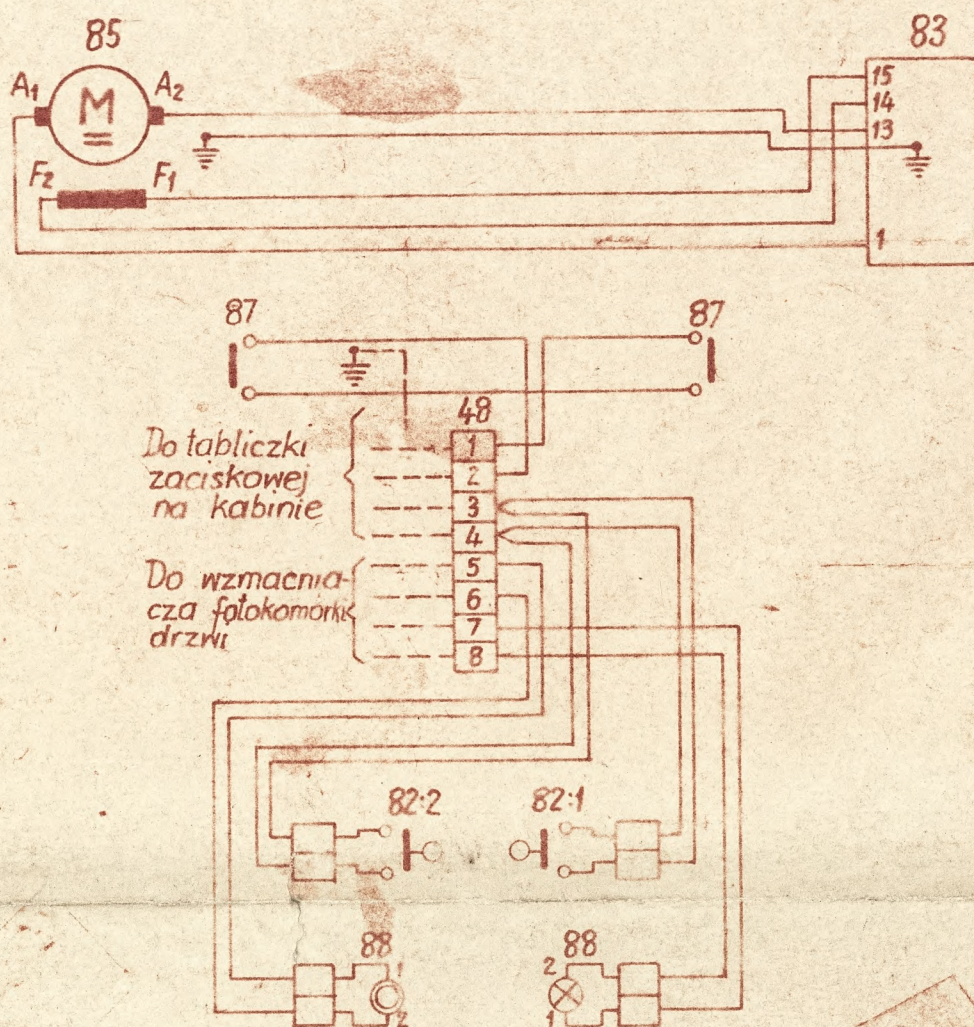 85
83
A1
M
A2
15
14
13
F2
F1
1
87
87
48
Do tabliczki
zaciskowej
na kabinie
1
2
3
4
Do wzmacnia-
cza fotokomórki
drzwi
5
6
7
8
82:2
82:1
88
1
2
88
2
1